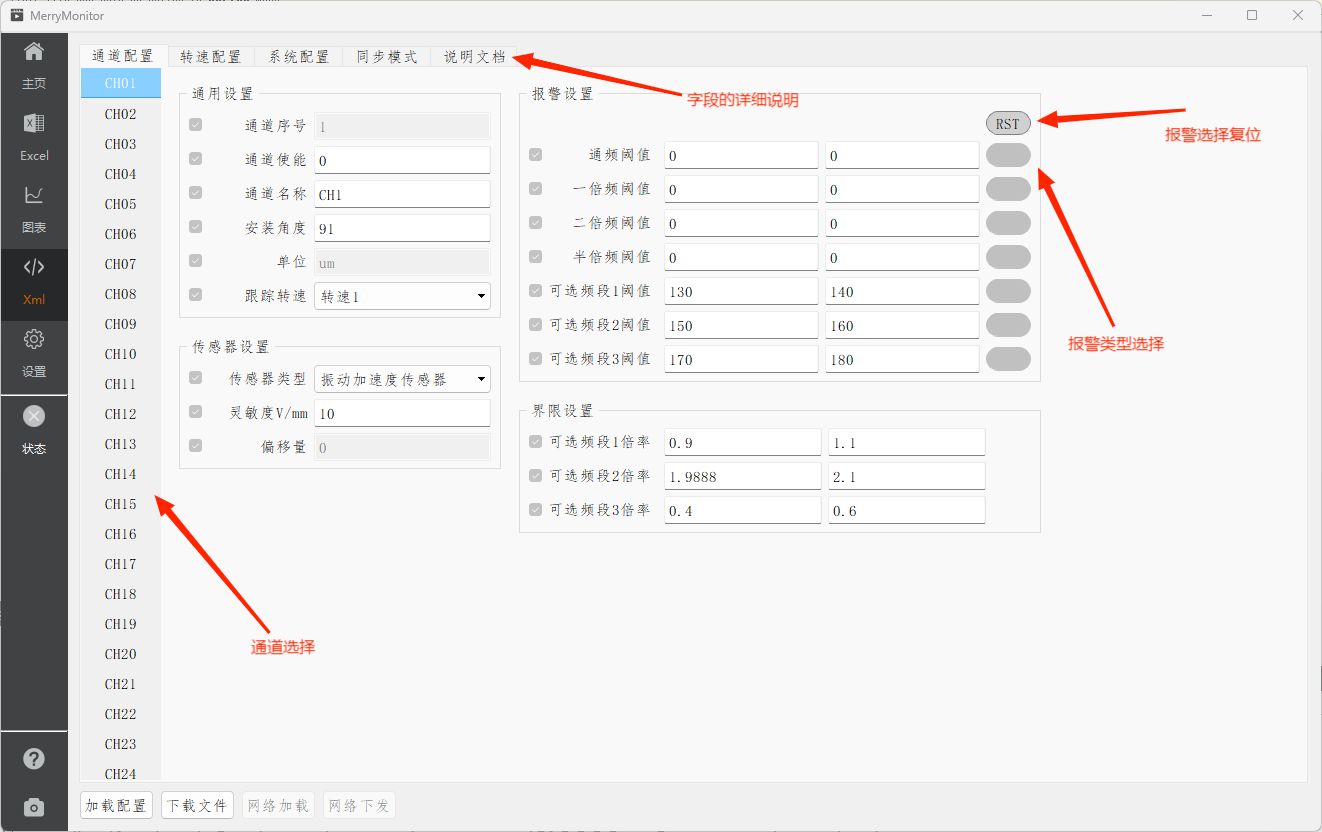 MerryMonitor
主页
Excel
图表
Xml
设置
状态
通道配置
转速配置
系统配置
同步模式
说明文档
字段的详细说明
CH01
CH02
CH03
CH04
CH05
CH06
CH07
CH08
CH09
CH10
CH11
CH12
CH13
CH14
CH15
CH16
CH17
CH18
CH19
CH20
CH21
CH22
CH23
CH24
通道选择
通用设置
通道序号 1
通道使能 0
通道名称 CH1
安装角度 91
单位 um
跟踪转速 转速1
传感器设置
传感器类型 振动加速度传感器
灵敏度V/mm 10
偏移量 0
报警设置
RST
报警选择复位
通频阈值 0 0
一倍频阈值 0 0
二倍频阈值 0 0
半倍频阈值 0 0
可选频段1阈值 130 140
可选频段2阈值 150 160
可选频段3阈值 170 180
报警类型选择
界限设置
可选频段1倍率 0.9 1.1
可选频段2倍率 1.9888 2.1
可选频段3倍率 0.4 0.6
加载配置
下载文件
网络加载
网络下发